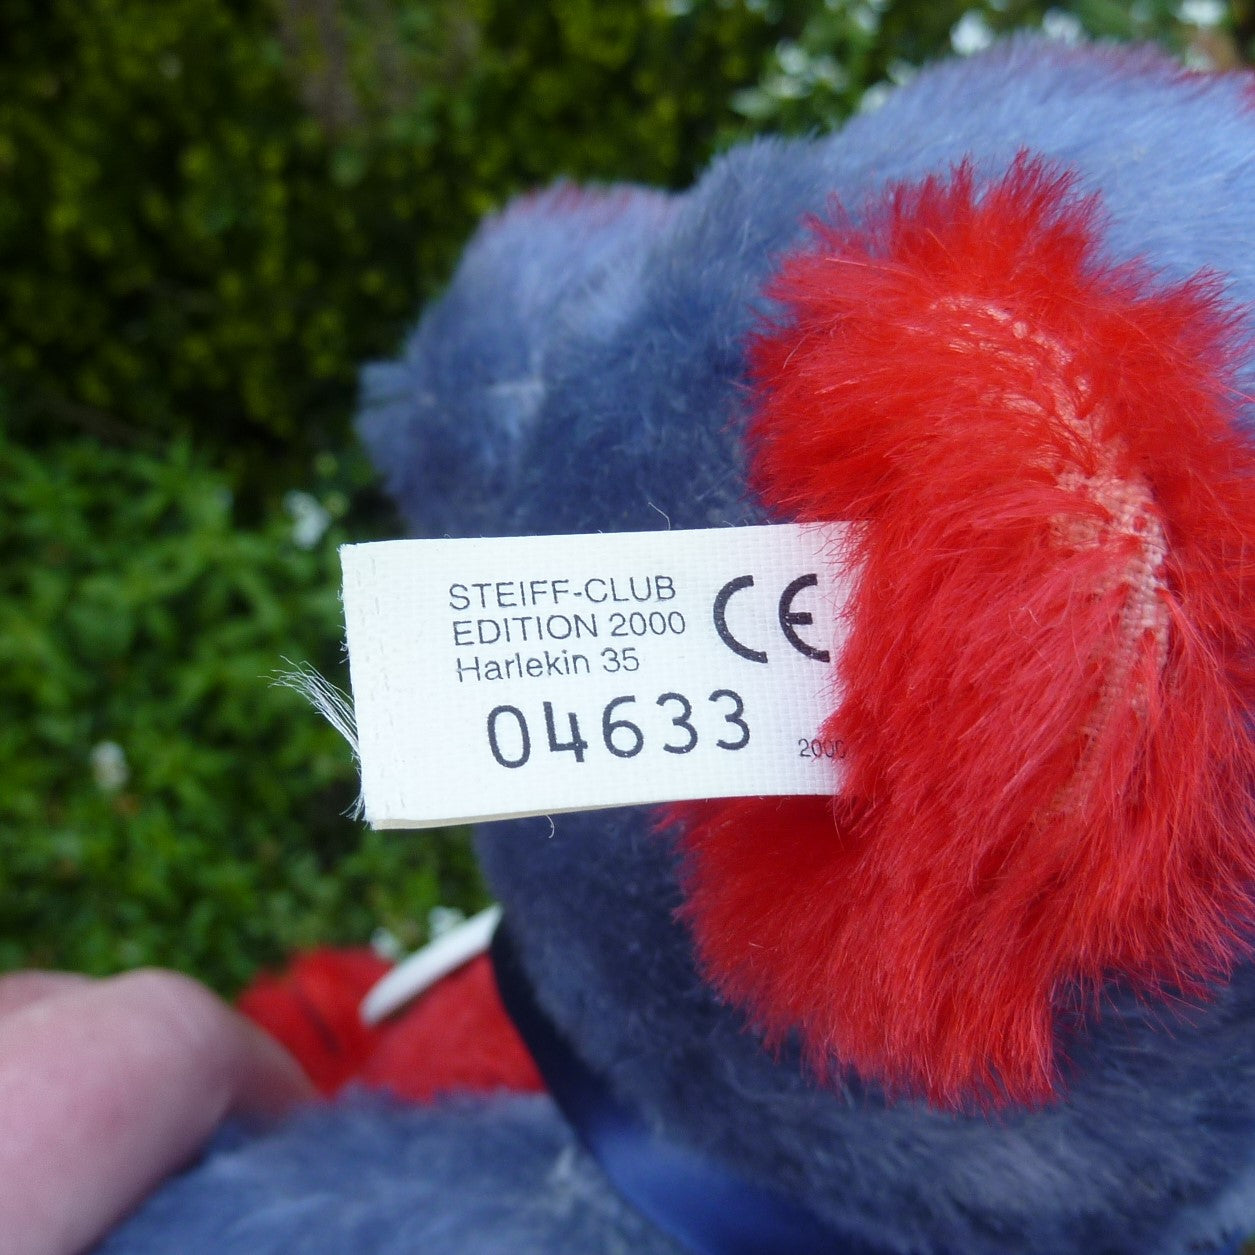 STEIFF-CLUB
EDITION 2000
Harlekin 35
CE
04633
2000